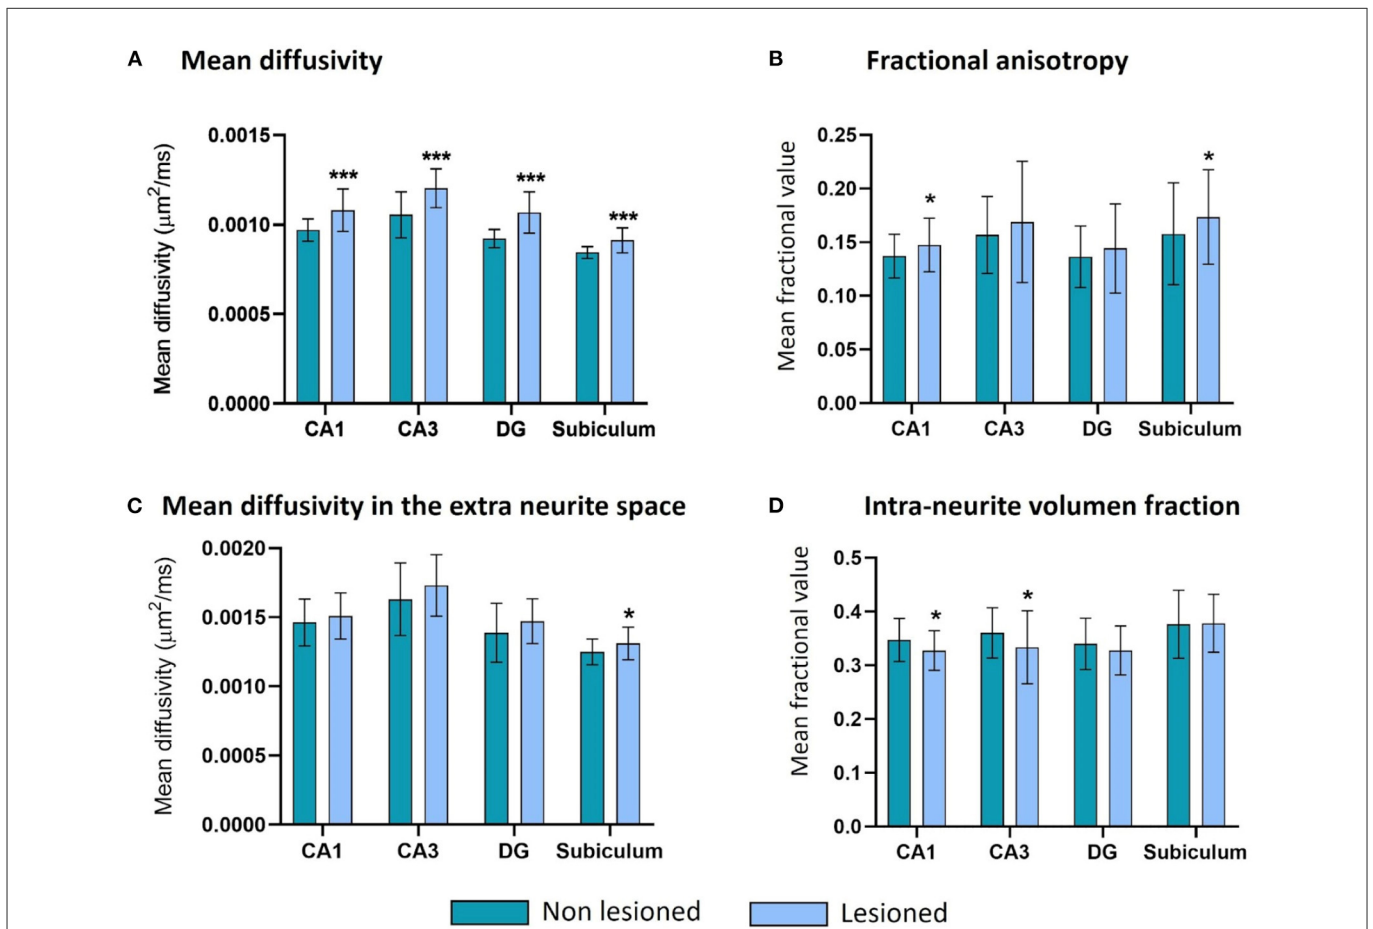 A Mean diffusivity
Mean diffusivity (μm²/ms)
0.0015
0.0010
0.0005
0.0000
***
***
***
***
CA1 CA3 DG Subiculum
B Fractional anisotropy
Mean fractional value
0.25
0.20
0.15
0.10
0.05
0.00
*
*
CA1 CA3 DG Subiculum
C Mean diffusivity in the extra neurite space
Mean diffusivity (μm²/ms)
0.0020
0.0015
0.0010
0.0005
0.0000
*
CA1 CA3 DG Subiculum
D Intra-neurite volumen fraction
Mean fractional value
0.5
0.4
0.3
0.2
0.1
0.0
*
*
CA1 CA3 DG Subiculum
Non lesioned Lesioned